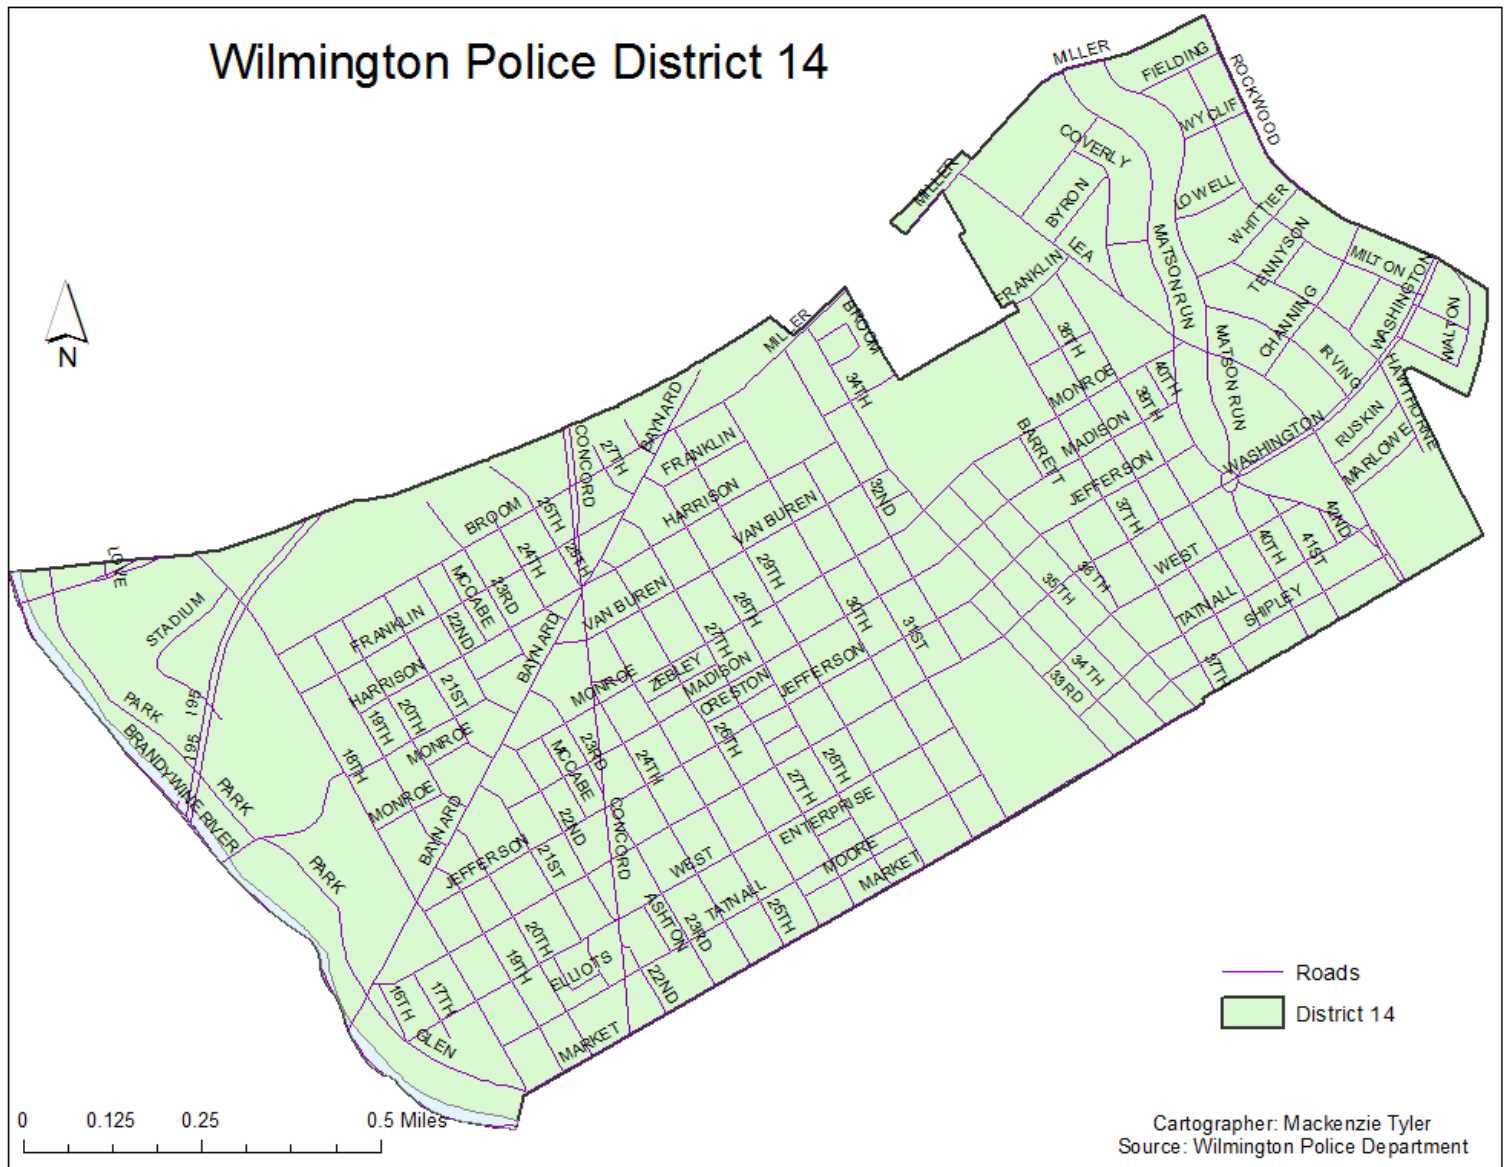 Wilmington Police District 14
MILLER
FIELDING
ROCKWOOD
WYCLIF
COVERLY
MILLER
BYRON
LOWELL
WHITTIER
LEA
MATSON RUN
TENNYSON
MILTON
FRANKLIN
WASHINGTON
WALTON
CHANNING
MILLER
BROOM
38TH
MATSON RUN
IRVING
HAWTHORNE
34TH
MONROE
40TH
39TH
BAYNARD
RUSKIN
MARLOWE
CONCORD
27TH
FRANKLIN
BARRETT
MADISON
WASHINGTON
JEFFERSON
HARRISON
32ND
VAN BUREN
BROOM
26TH
37TH
42ND
40TH
41ST
LOVE
24TH
25TH
WEST
MCCABE
23RD
29TH
35TH
36TH
STADIUM
FRANKLIN
22ND
VAN BUREN
28TH
30TH
31ST
TATNALL
SHIPLEY
BAYNARD
27TH
HARRISON
21ST
MONROE
ZEBLEY
MADISON
CRESTON
JEFFERSON
34TH
33RD
37TH
I95
PARK
19TH
20TH
BRANDYWINE RIVER
I95
MONROE
23RD
26TH
18TH
MCCABE
24TH
28TH
27TH
PARK
MONROE
BAYNARD
22ND
CONCORD
ENTERPRISE
PARK
JEFFERSON
21ST
WEST
MOORE
MARKET
TATNALL
ASHTON
23RD
25TH
20TH
19TH
ELLIOTS
22ND
16TH
17TH
GLEN
MARKET
N
Roads
District 14
0 0.125 0.25 0.5 Miles
Cartographer: Mackenzie Tyler
Source: Wilmington Police Department